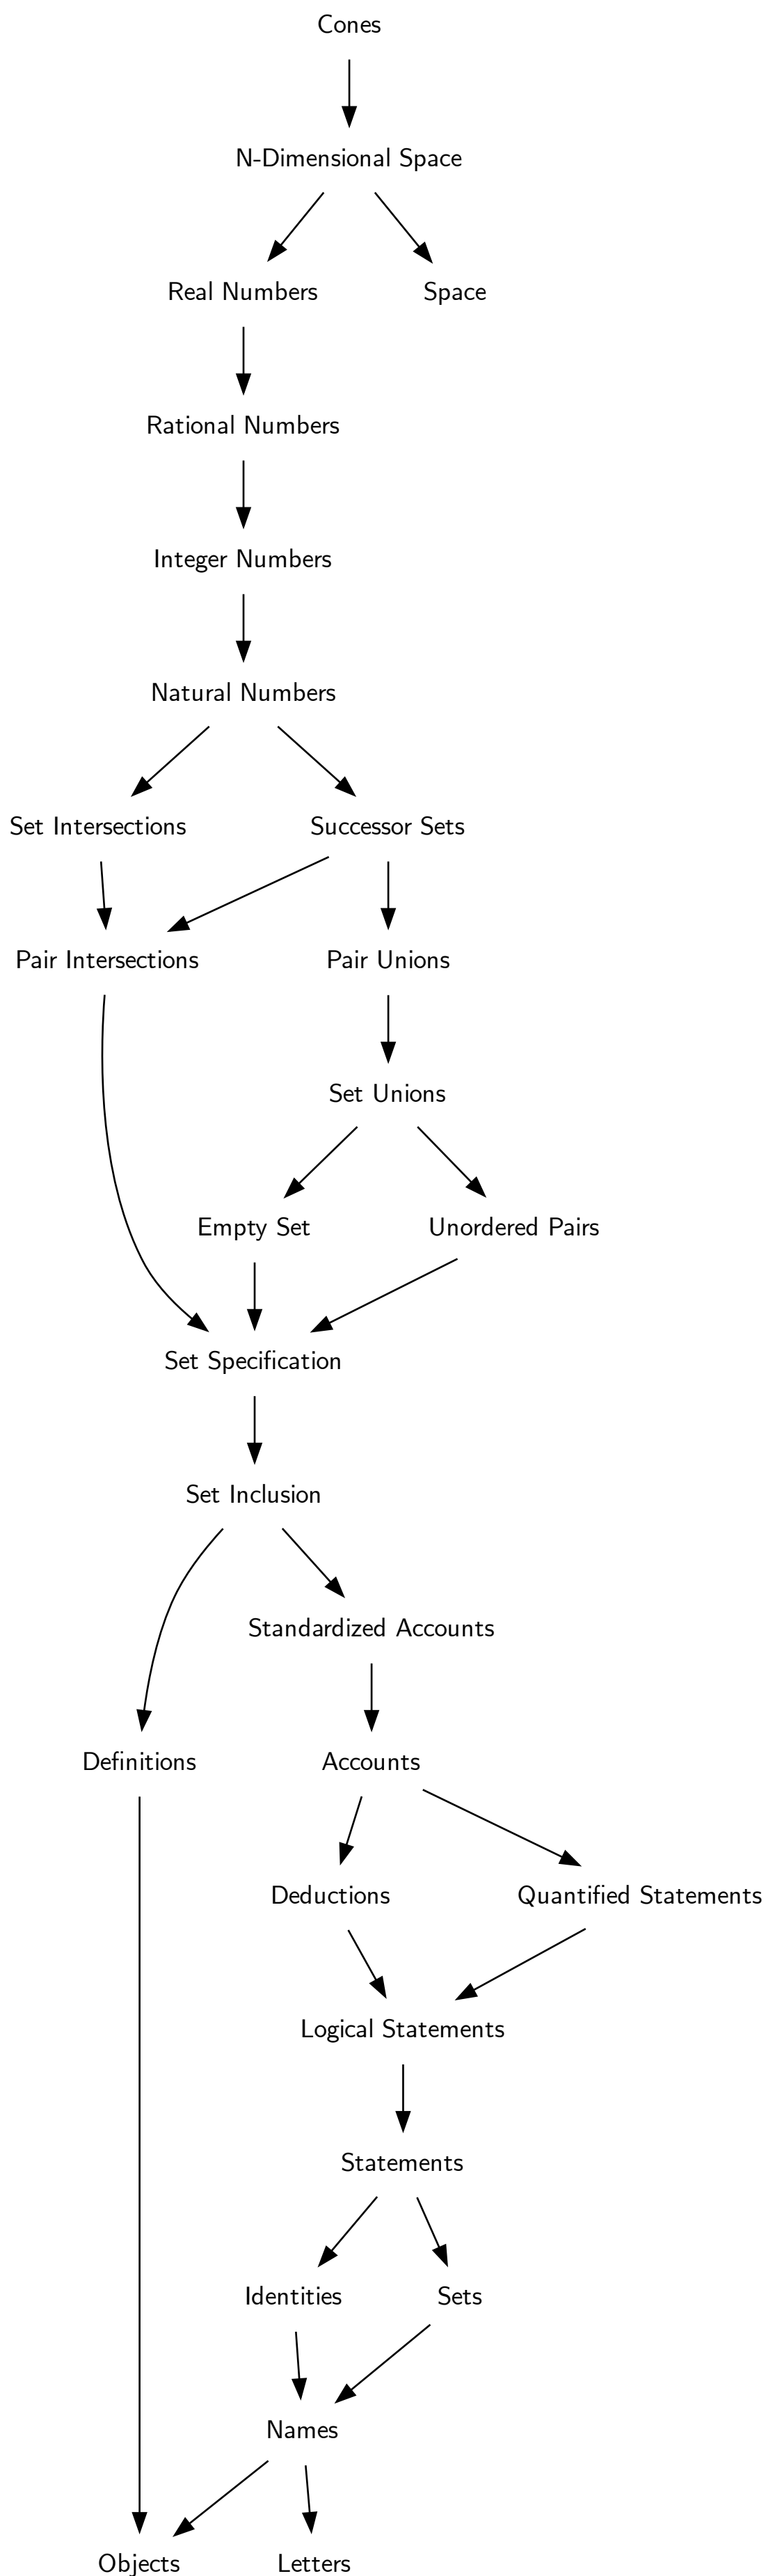 Cones
N-Dimensional Space
Real Numbers
Space
Rational Numbers
Integer Numbers
Natural Numbers
Set Intersections
Successor Sets
Pair Intersections
Pair Unions
Set Unions
Empty Set
Unordered Pairs
Set Specification
Set Inclusion
Standardized Accounts
Definitions
Accounts
Deductions
Quantified Statements
Logical Statements
Statements
Identities
Sets
Names
Objects
Letters